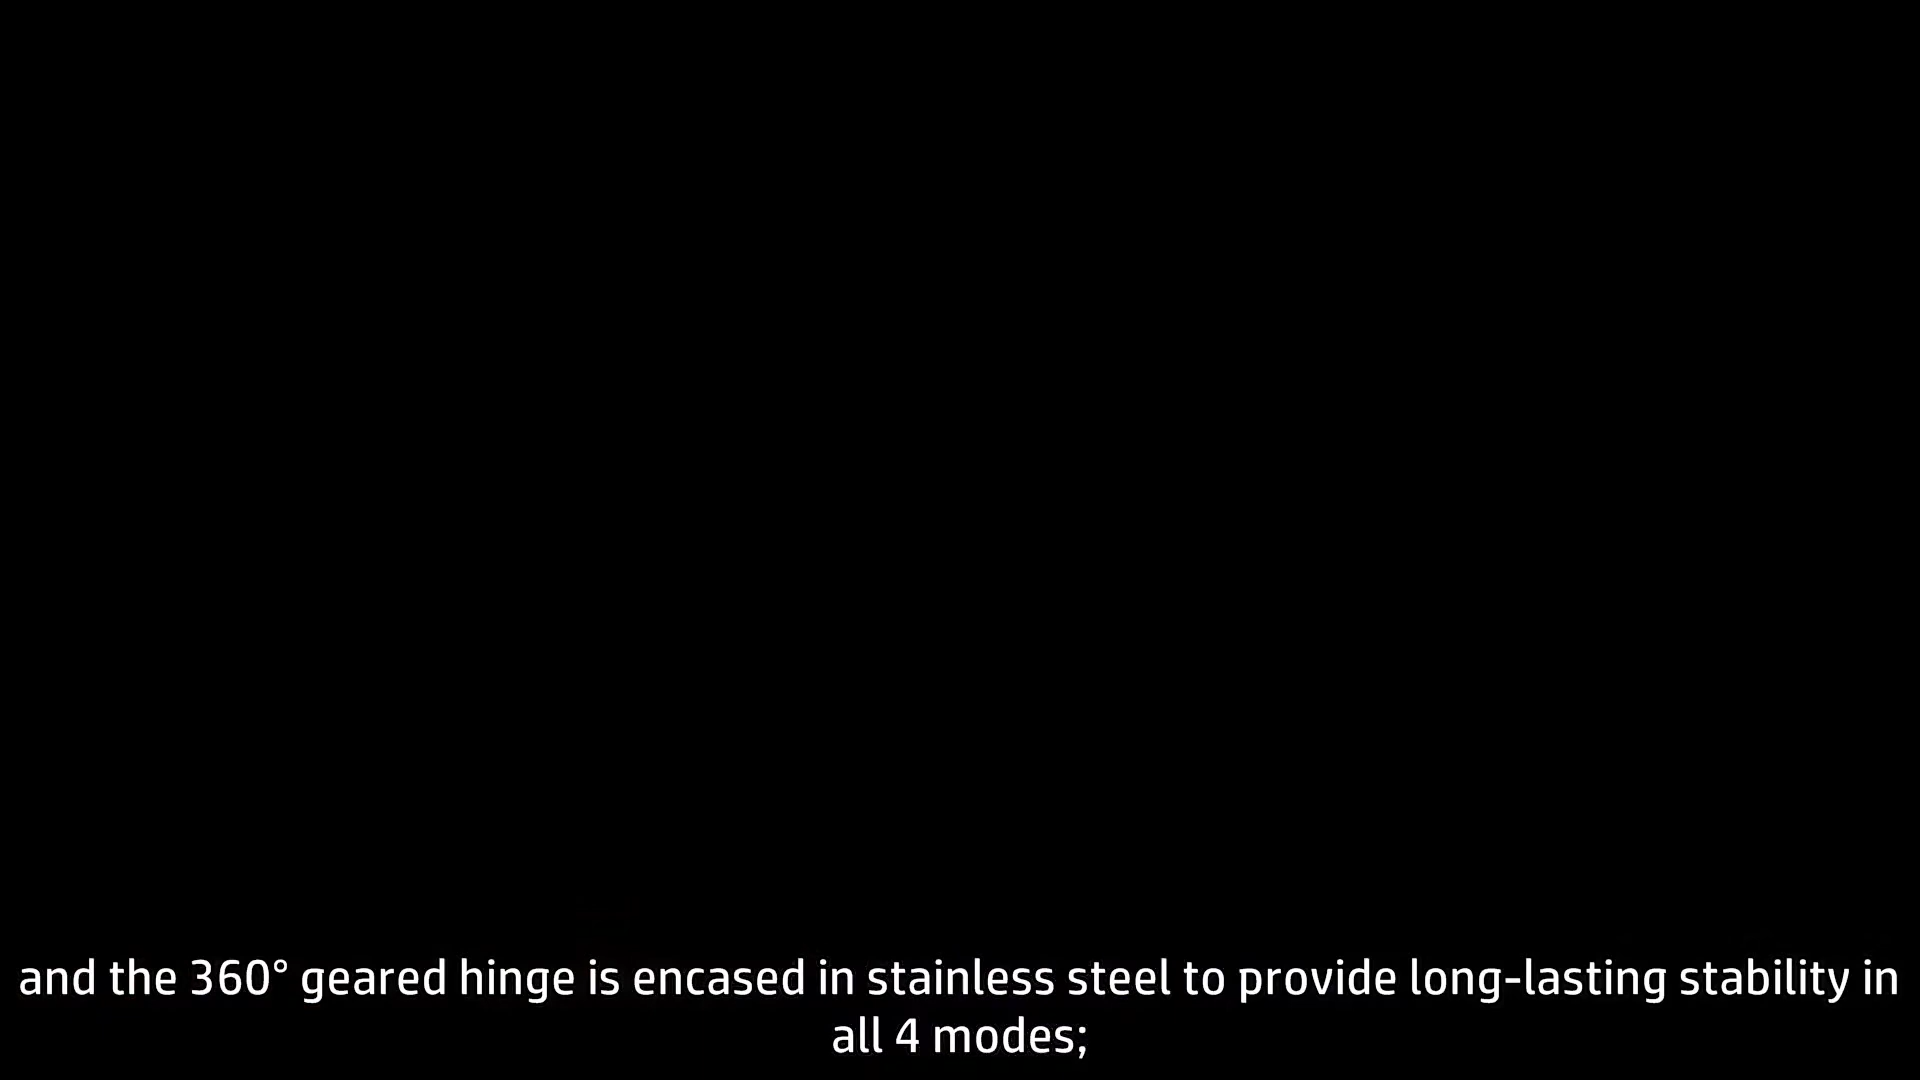 and the 360° geared hinge is encased in stainless steel to provide long-lasting stability in
all 4 modes;